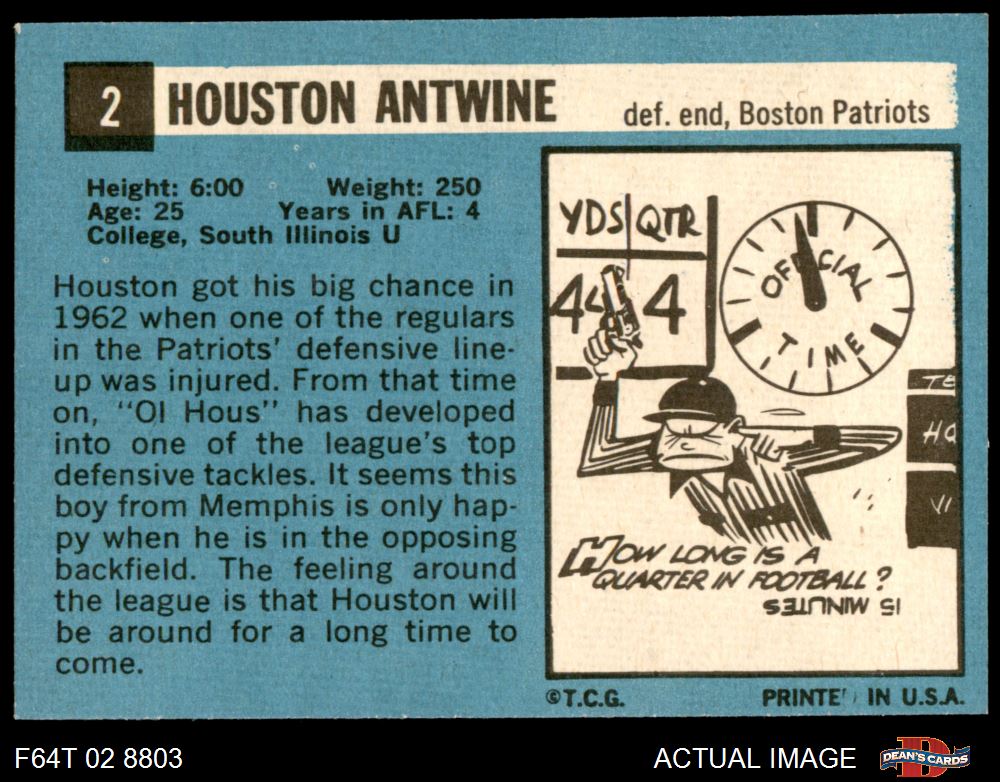 2
HOUSTON ANTWINE
def. end, Boston Patriots
Height: 6:00 Weight: 250
Age: 25 Years in AFL: 4
College, South Illinois U
Houston got his big chance in
1962 when one of the regulars
in the Patriots' defensive line-
up was injured. From that time
on, "Ol Hous" has developed
into one of the league's top
defensive tackles. It seems this
boy from Memphis is only hap-
py when he is in the opposing
backfield. The feeling around
the league is that Houston will
be around for a long time to
come.
YDS QTR
44 4
OFFICIAL
TIME
TE
HO
VI
HOW LONG IS A
QUARTER IN FOOTBALL?
15 MINUTES
©T.C.G. PRINTE IN U.S.A.
F64T 02 8803
ACTUAL IMAGE
D
DEAN'S CARDS